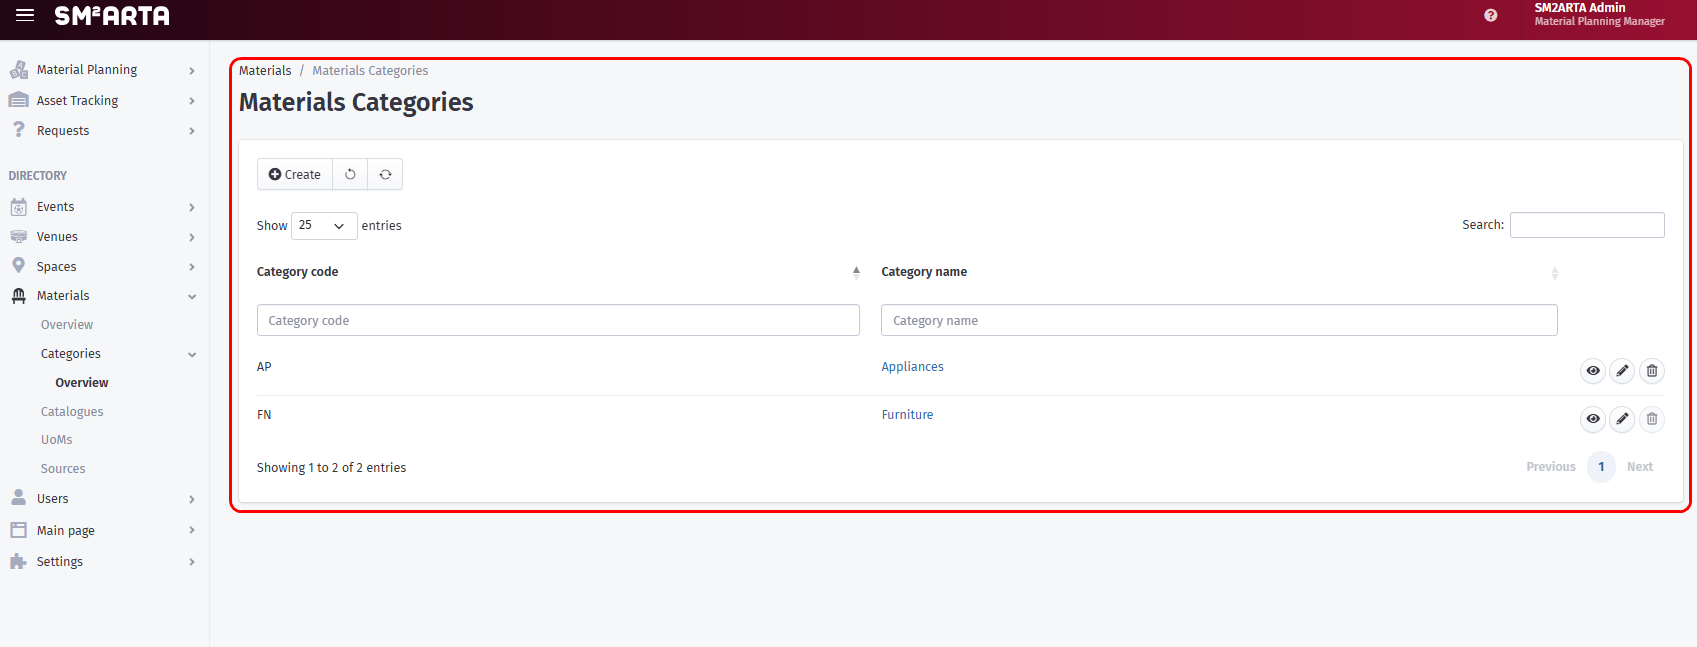 SM2ARTA
SM2ARTA Admin
Material Planning Manager
Material Planning
Asset Tracking
Requests
DIRECTORY
Events
Venues
Spaces
Materials
Overview
Categories
Overview
Catalogues
UoMs
Sources
Users
Main page
Settings
Materials / Materials Categories
Materials Categories
Create
Show 25 entries
Search:
Category code Category name
Category code Category name
AP Appliances
FN Furniture
Showing 1 to 2 of 2 entries
Previous 1 Next